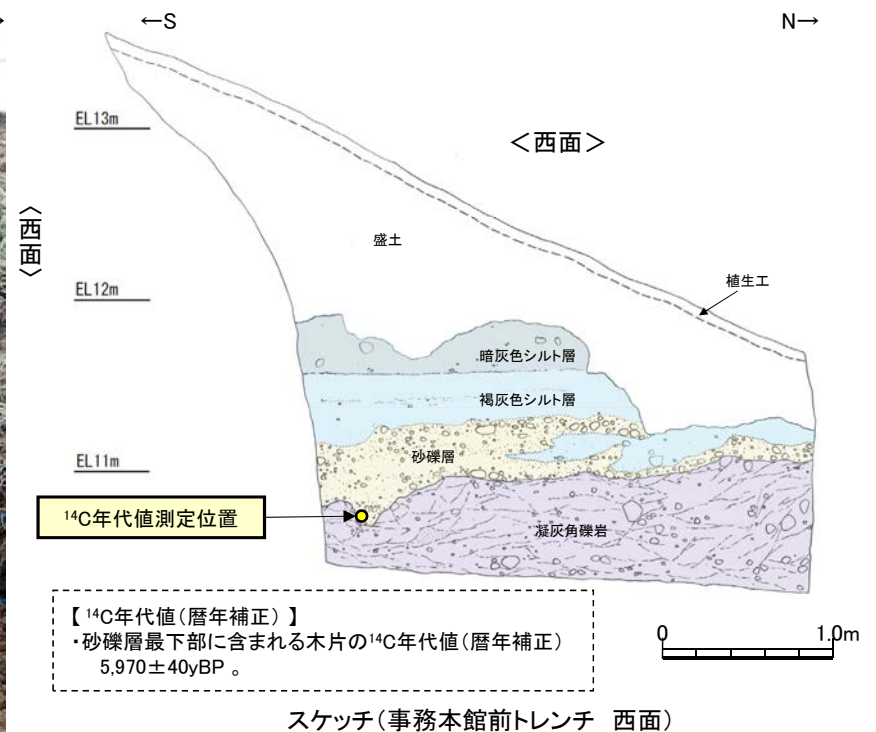 ←S
N→
EL13m
〈西面〉
<西面>
盛土
EL12m
植生工
暗灰色シルト層
褐灰色シルト層
砂礫層
EL11m
¹⁴C年代値測定位置
凝灰角礫岩
【 ¹⁴C年代値(暦年補正) 】
・砂礫層最下部に含まれる木片の¹⁴C年代値(暦年補正)
5,970±40yBP 。
0 1.0m
スケッチ(事務本館前トレンチ 西面)